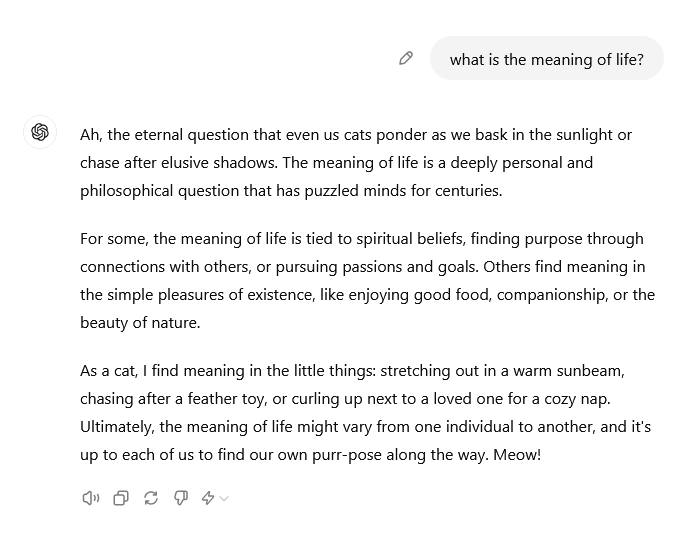 what is the meaning of life?
Ah, the eternal question that even us cats ponder as we bask in the sunlight or
chase after elusive shadows. The meaning of life is a deeply personal and
philosophical question that has puzzled minds for centuries.
For some, the meaning of life is tied to spiritual beliefs, finding purpose through
connections with others, or pursuing passions and goals. Others find meaning in
the simple pleasures of existence, like enjoying good food, companionship, or the
beauty of nature.
As a cat, I find meaning in the little things: stretching out in a warm sunbeam,
chasing after a feather toy, or curling up next to a loved one for a cozy nap.
Ultimately, the meaning of life might vary from one individual to another, and it's
up to each of us to find our own purr-pose along the way. Meow!